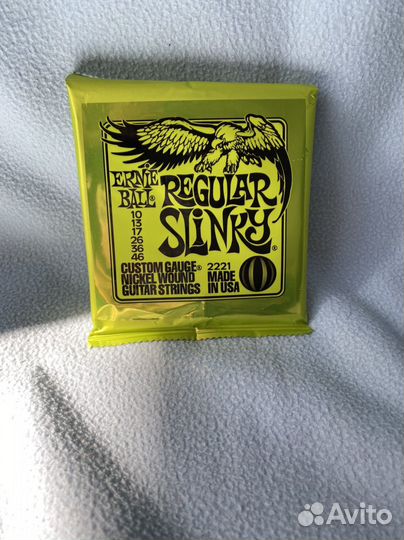 ERNIE BALL®
REGULAR SLINKY®
10
13
17
26
36
46
CUSTOM GAUGE®
NICKEL WOUND
GUITAR STRINGS
2221
MADE
IN USA
Avito